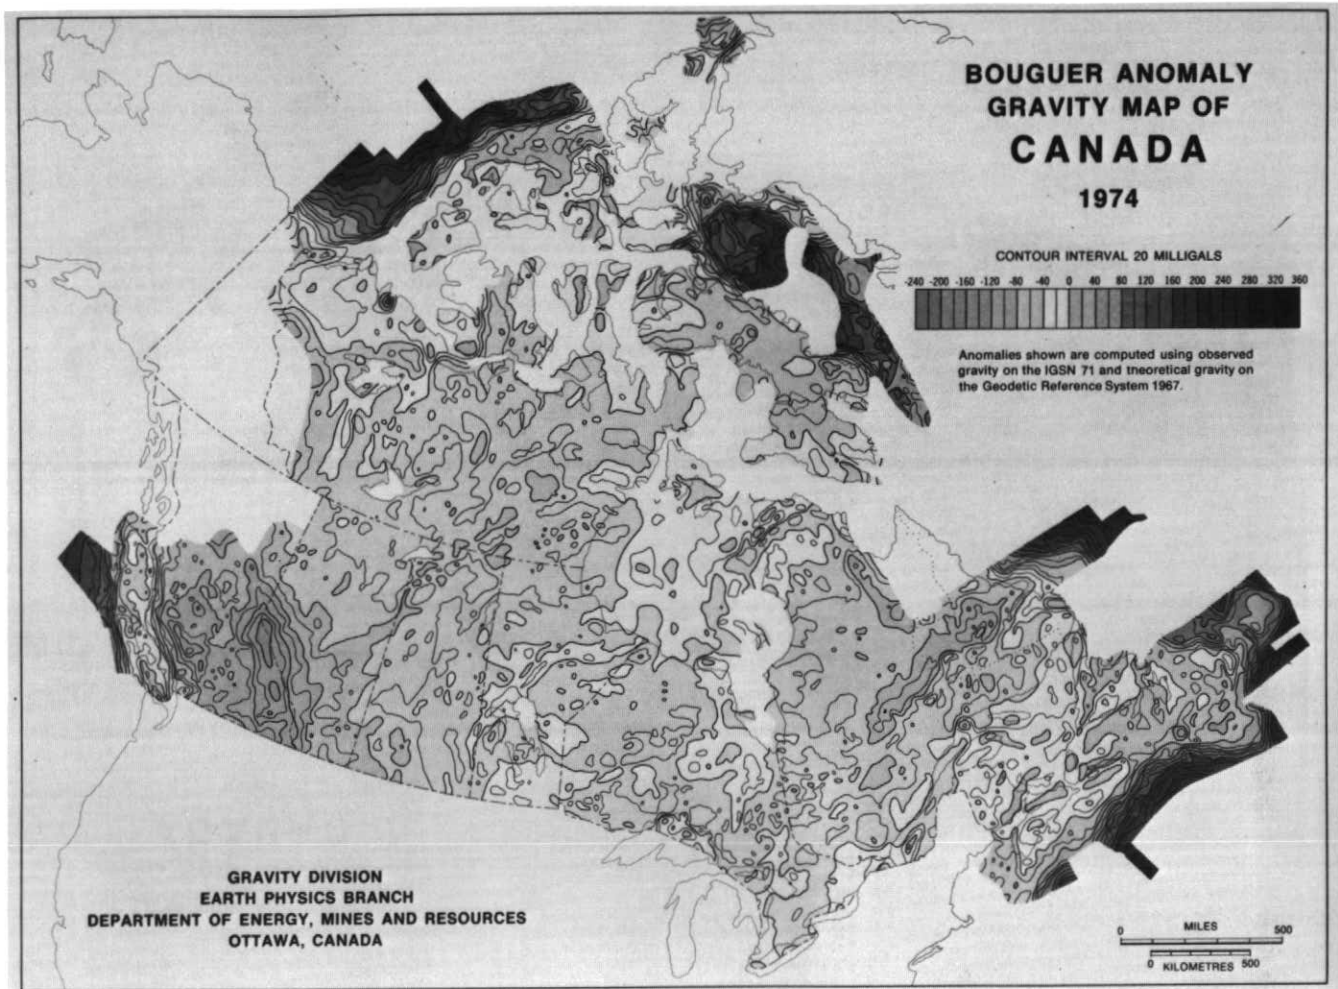 BOUGUER ANOMALY
GRAVITY MAP OF
CANADA
1974
CONTOUR INTERVAL 20 MILLIGALS
-240 -200 -160 -120 -80 -40 0 40 80 120 160 200 240 280 320 360
Anomalies shown are computed using observed
gravity on the IGSN 71 and theoretical gravity on
the Geodetic Reference System 1967.
GRAVITY DIVISION
EARTH PHYSICS BRANCH
DEPARTMENT OF ENERGY, MINES AND RESOURCES
OTTAWA, CANADA
0 MILES 500
0 KILOMETRES 500